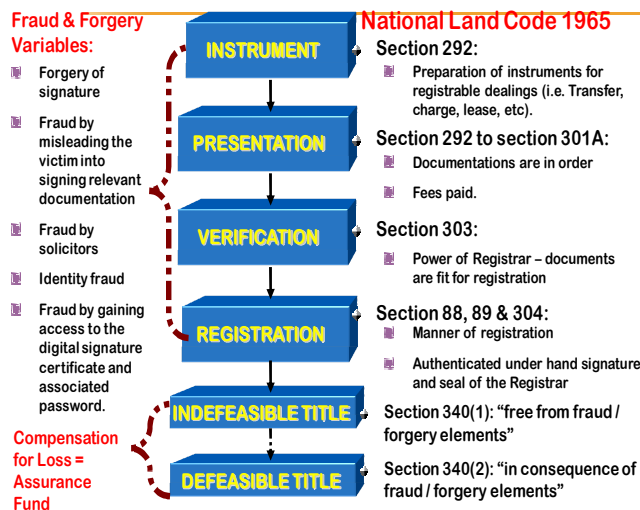 Fraud & Forgery
Variables:
Forgery of
signature
Fraud by
misleading the
victim into
signing relevant
documentation
Fraud by
solicitors
Identity fraud
Fraud by gaining
access to the
digital signature
certificate and
associated
password.
Compensation
for Loss =
Assurance
Fund
INSTRUMENT
PRESENTATION
VERIFICATION
REGISTRATION
INDEFEASIBLE TITLE
DEFEASIBLE TITLE
National Land Code 1965
Section 292:
Preparation of instruments for
registrable dealings (i.e. Transfer,
charge, lease, etc).
Section 292 to section 301A:
Documentations are in order
Fees paid.
Section 303:
Power of Registrar – documents
are fit for registration
Section 88, 89 & 304:
Manner of registration
Authenticated under hand signature
and seal of the Registrar
Section 340(1): “free from fraud /
forgery elements”
Section 340(2): “in consequence of
fraud / forgery elements”